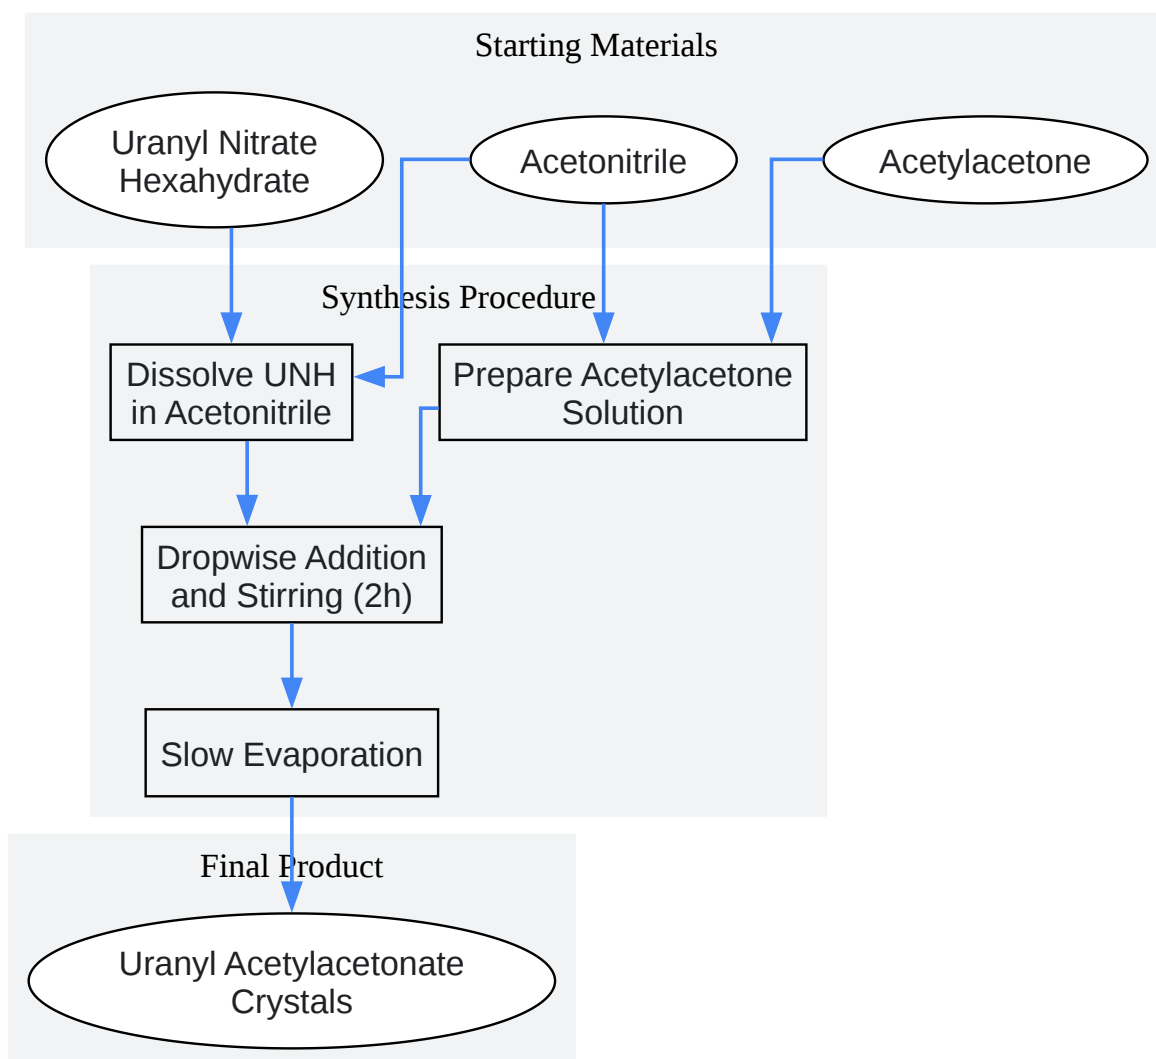 Starting Materials
Uranyl Nitrate
Hexahydrate
Acetonitrile
Acetylacetone
Synthesis Procedure
Dissolve UNH
in Acetonitrile
Prepare Acetylacetone
Solution
Dropwise Addition
and Stirring (2h)
Slow Evaporation
Final Product
Uranyl Acetylacetonate
Crystals